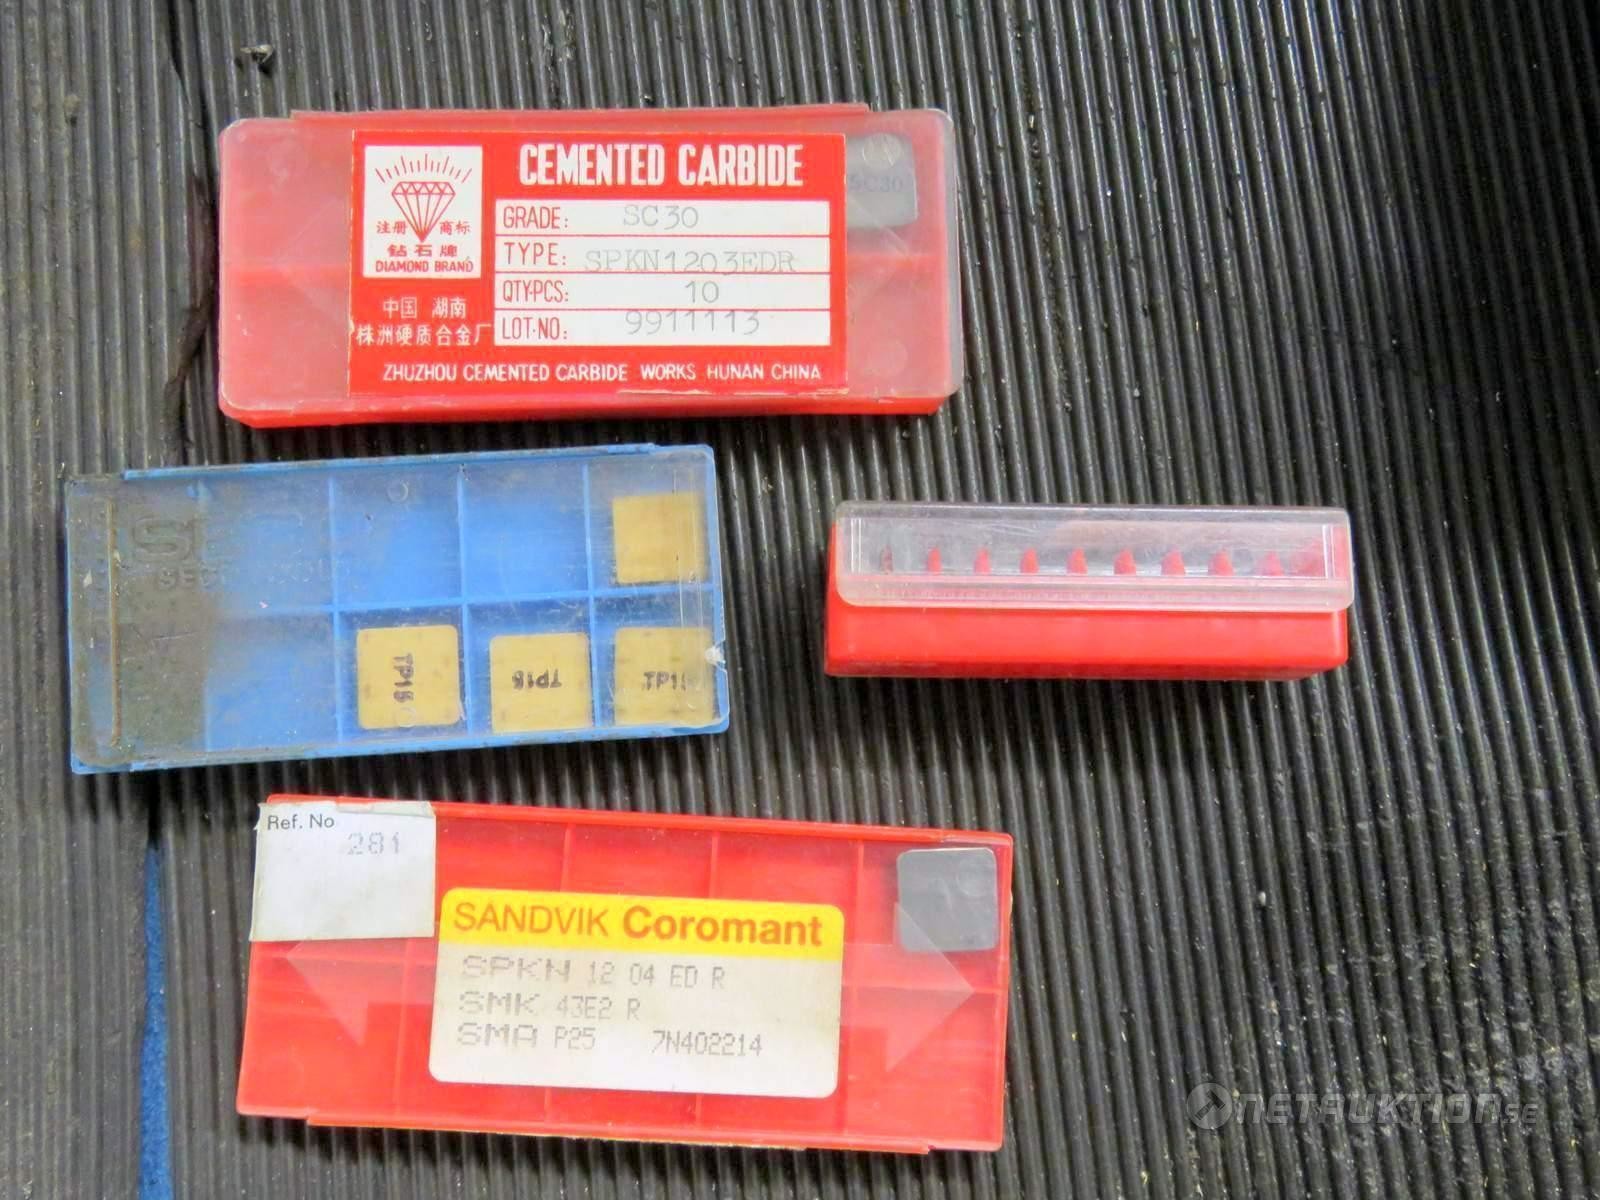 CEMENTED CARBIDE
注册 商标
钻石牌
DIAMOND BRAND
中国 湖南
株洲硬质合金厂
GRADE: SC30
TYPE: SPKN1203EDR
QTY·PCS: 10
LOT·NO: 9911113
ZHUZHOU CEMENTED CARBIDE WORKS HUNAN CHINA
SC30
TP15
TP15
Ref. No
281
SANDVIK Coromant
SPKN 12 04 ED R
SMK 43E2 R
SMA P25 7N402214
NETAUKTION.SE